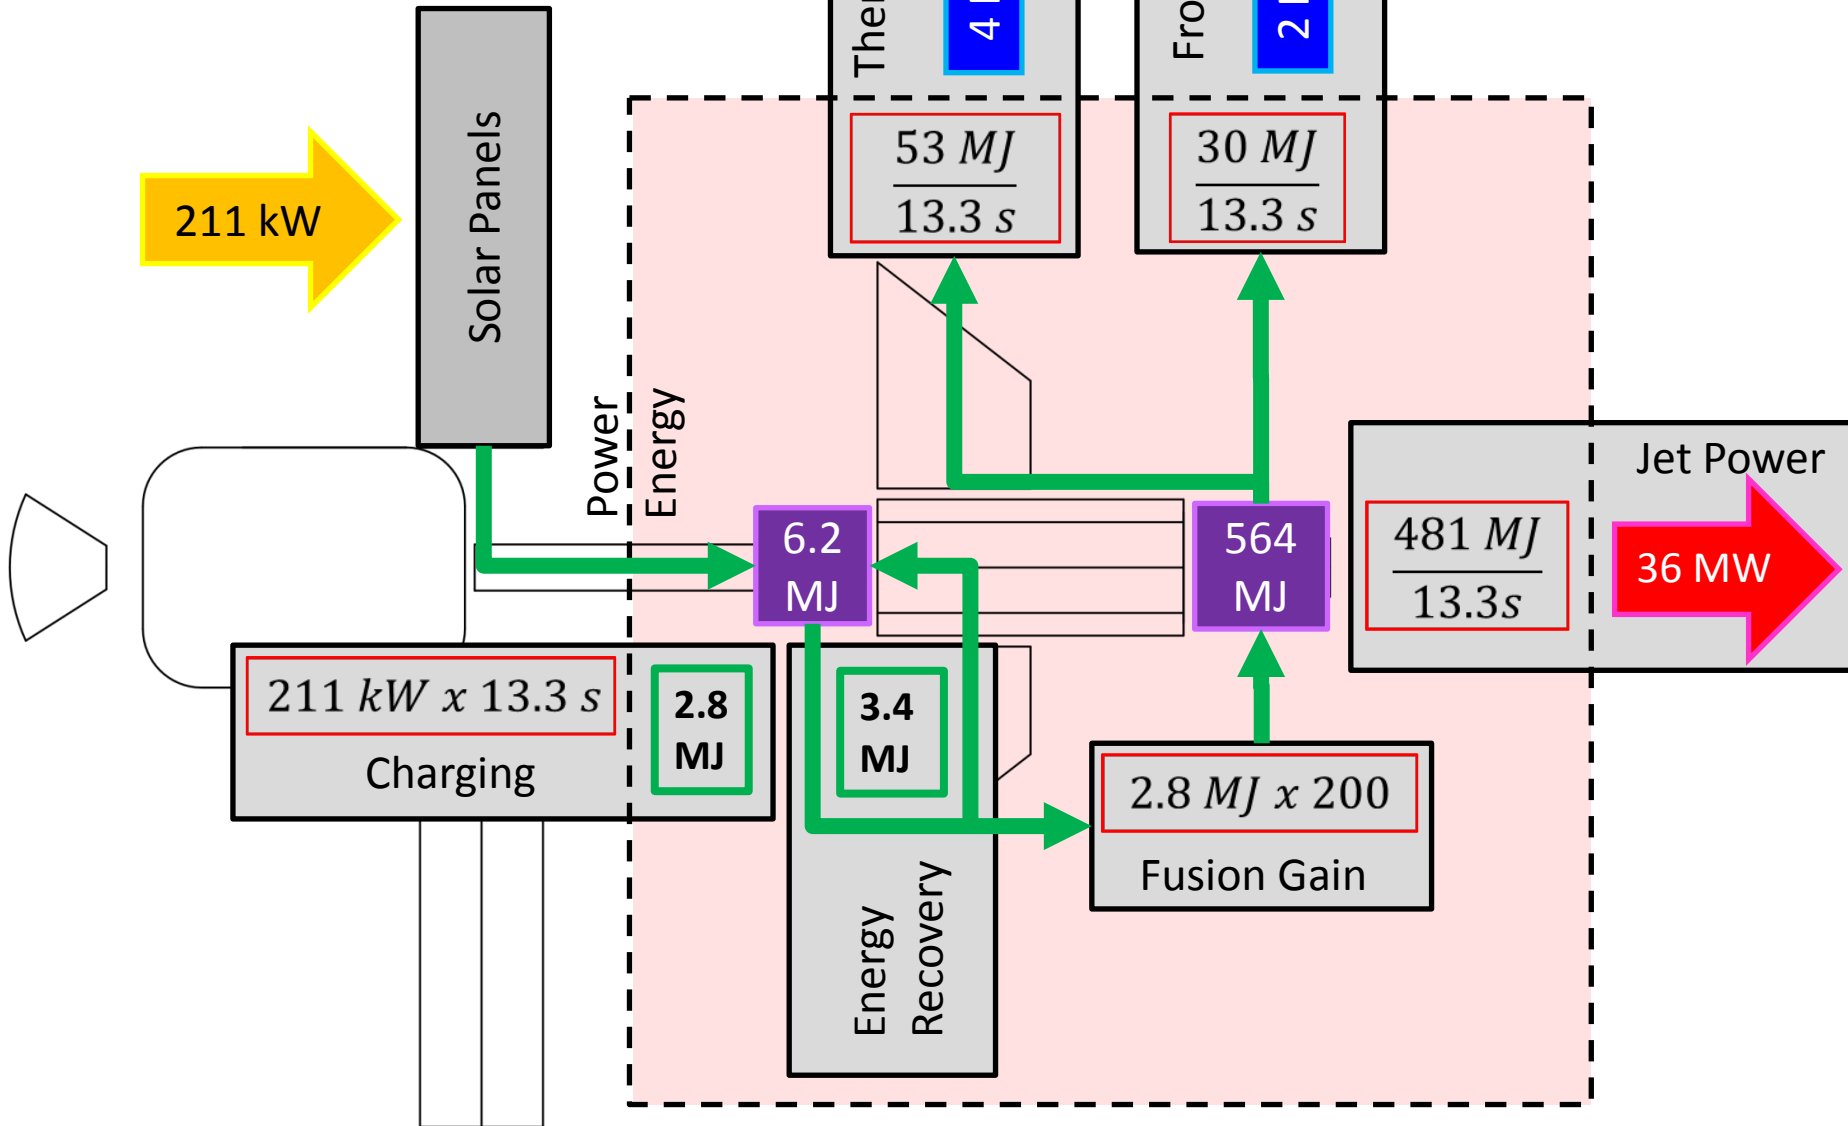 4
2
53 MJ
13.3 s
30 MJ
13.3 s
211 kW
Solar Panels
Power
Energy
Jet Power
6.2
MJ
564
MJ
481 MJ
13.3s
36 MW
211 kW x 13.3 s
Charging
2.8
MJ
3.4
MJ
2.8 MJ x 200
Fusion Gain
Energy
Recovery